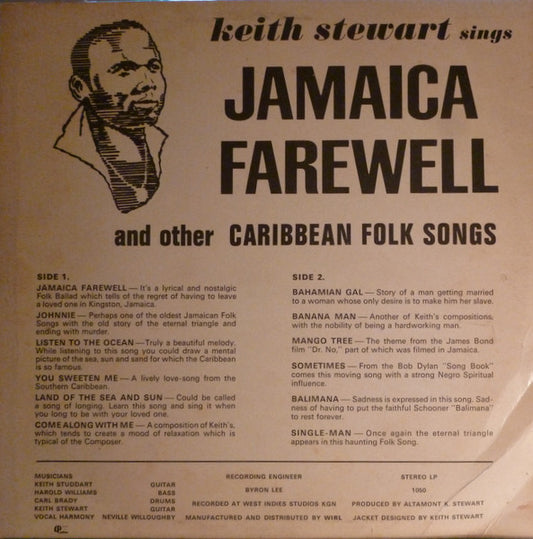 keith stewart sings
JAMAICA
FAREWELL
and other CARIBBEAN FOLK SONGS
SIDE 1.
JAMAICA FAREWELL — It's a lyrical and nostalgic
Folk Ballad which tells of the regret of having to leave
a loved one in Kingston, Jamaica.
JOHNNIE — Perhaps one of the oldest Jamaican Folk
Songs with the old story of the eternal triangle and
ending with murder.
LISTEN TO THE OCEAN — Truly a beautiful melody.
While listening to this song you could draw a mental
picture of the sea, sun and sand for which the Caribbean
is so famous.
YOU SWEETEN ME — A lively love-song from the
Southern Caribbean.
LAND OF THE SEA AND SUN — Could be called
a song of longing. Learn this song and sing it when
you long to be with your loved one.
COME ALONG WITH ME — A composition of Keith's,
which tends to create a mood of relaxation which is
typical of the Composer.
SIDE 2.
BAHAMIAN GAL — Story of a man getting married
to a woman whose only desire is to make him her slave.
BANANA MAN — Another of Keith's compositions,
with the nobility of being a hardworking man.
MANGO TREE — The theme from the James Bond
film "Dr. No," part of which was filmed in Jamaica.
SOMETIMES — From the Bob Dylan "Song Book"
comes this moving song with a strong Negro Spiritual
influence.
BALIMANA — Sadness is expressed in this song. Sad-
ness of having to put the faithful Schooner "Balimana"
to rest forever.
SINGLE-MAN — Once again the eternal triangle
appears in this haunting Folk Song.
MUSICIANS
KEITH STUDDART GUITAR
HAROLD WILLIAMS BASS
CARL BRADY DRUMS
KEITH STEWART GUITAR
VOCAL HARMONY NEVILLE WILLOUGHBY
RECORDING ENGINEER
BYRON LEE
RECORDED AT WEST INDIES STUDIOS KGN
MANUFACTURED AND DISTRIBUTED BY WIRL
STEREO LP
1050
PRODUCED BY ALTAMONT K. STEWART
JACKET DESIGNED BY KEITH STEWART